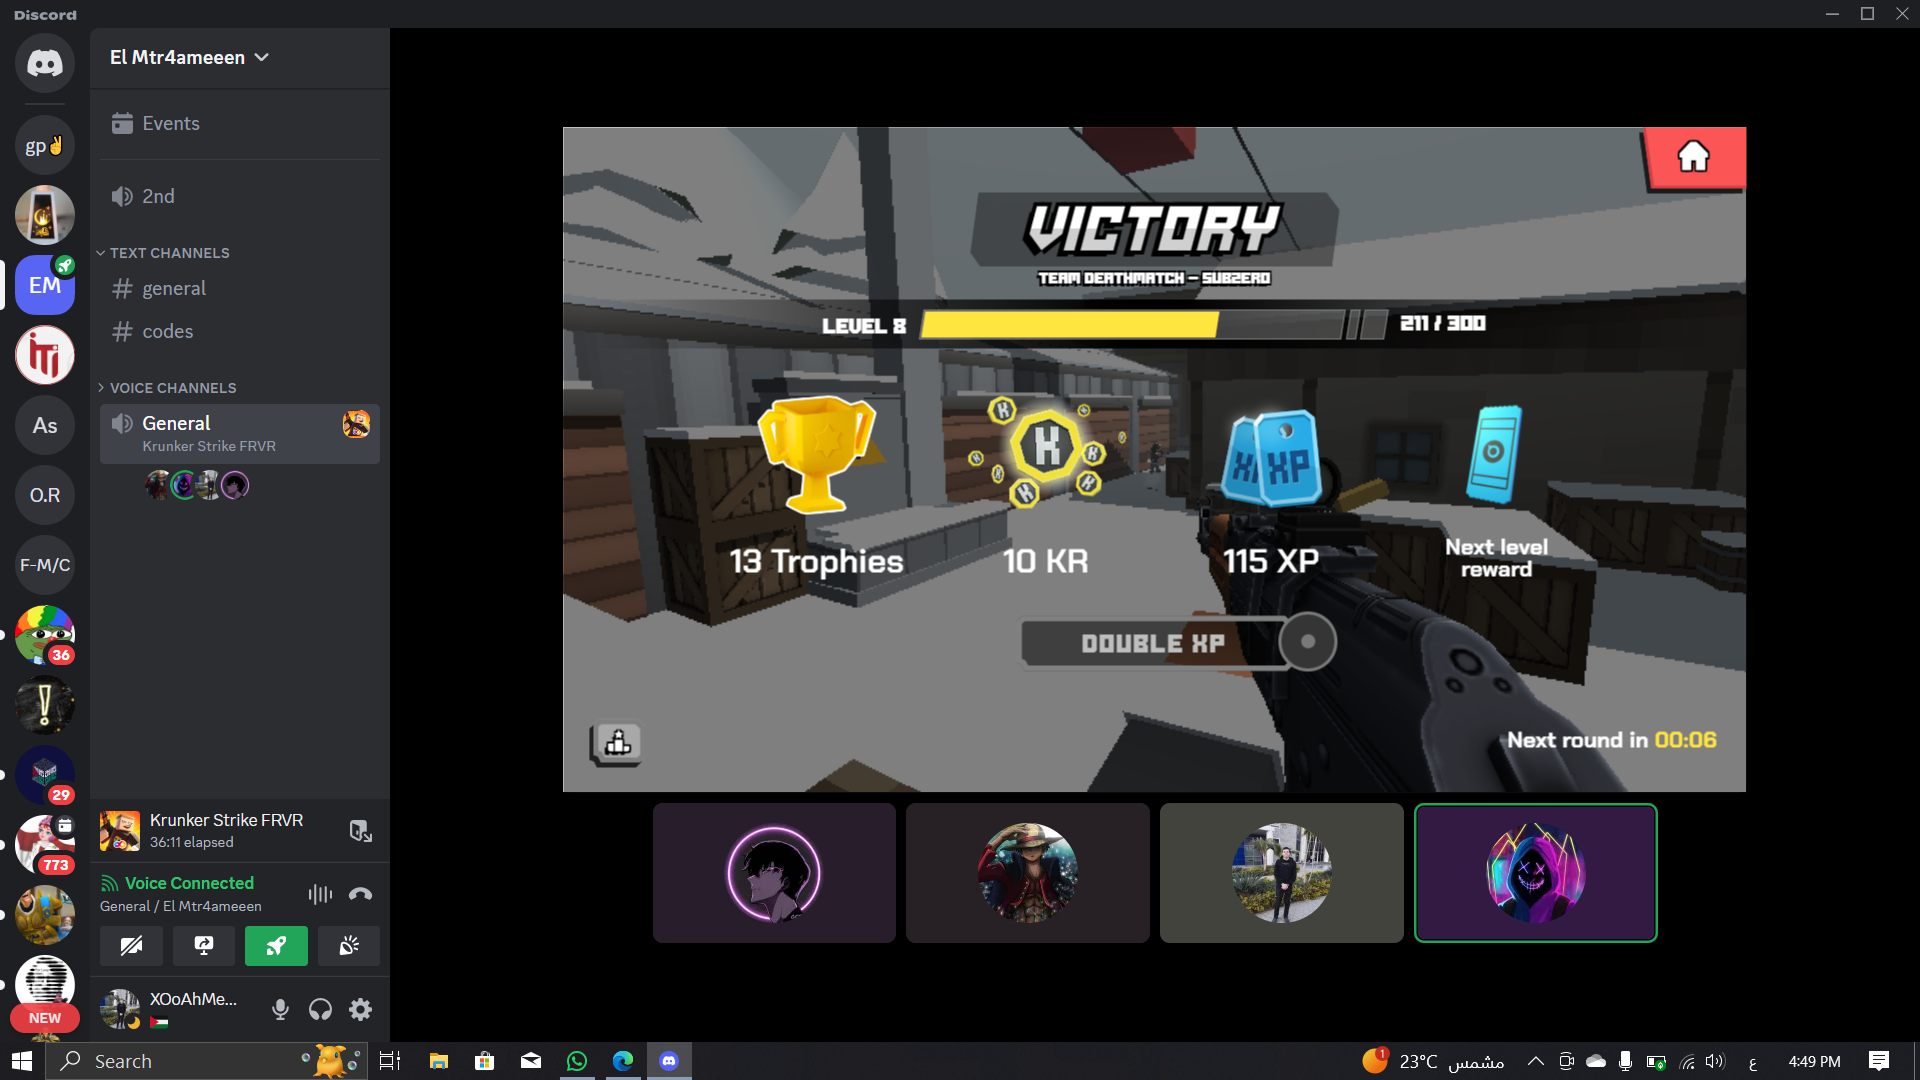 Discord
El Mtr4ameeen
gp✌
Events
2nd
TEXT CHANNELS
EM
general
codes
iTi
VOICE CHANNELS
As
General
Krunker Strike FRVR
O.R
F-M/C
36
29
773
NEW
Krunker Strike FRVR
36:11 elapsed
Voice Connected
General / El Mtr4ameeen
XOoAhMe...
VICTORY
TEAM DEATHMATCH - SUBZERO
LEVEL 8
211 / 300
K
XP
13 Trophies
10 KR
115 XP
Next level
reward
DOUBLE XP
Next round in 00:06
Search
1
23°C مشمس
ع
4:49 PM